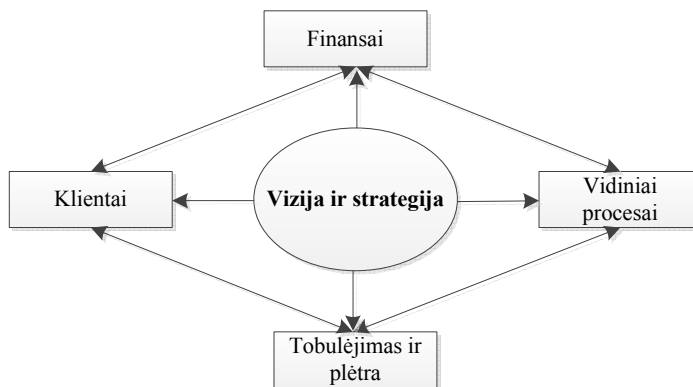 Finansai
Klientai
Vizija ir strategija
Vidiniai
procesai
Tobulėjimas ir
plėtra